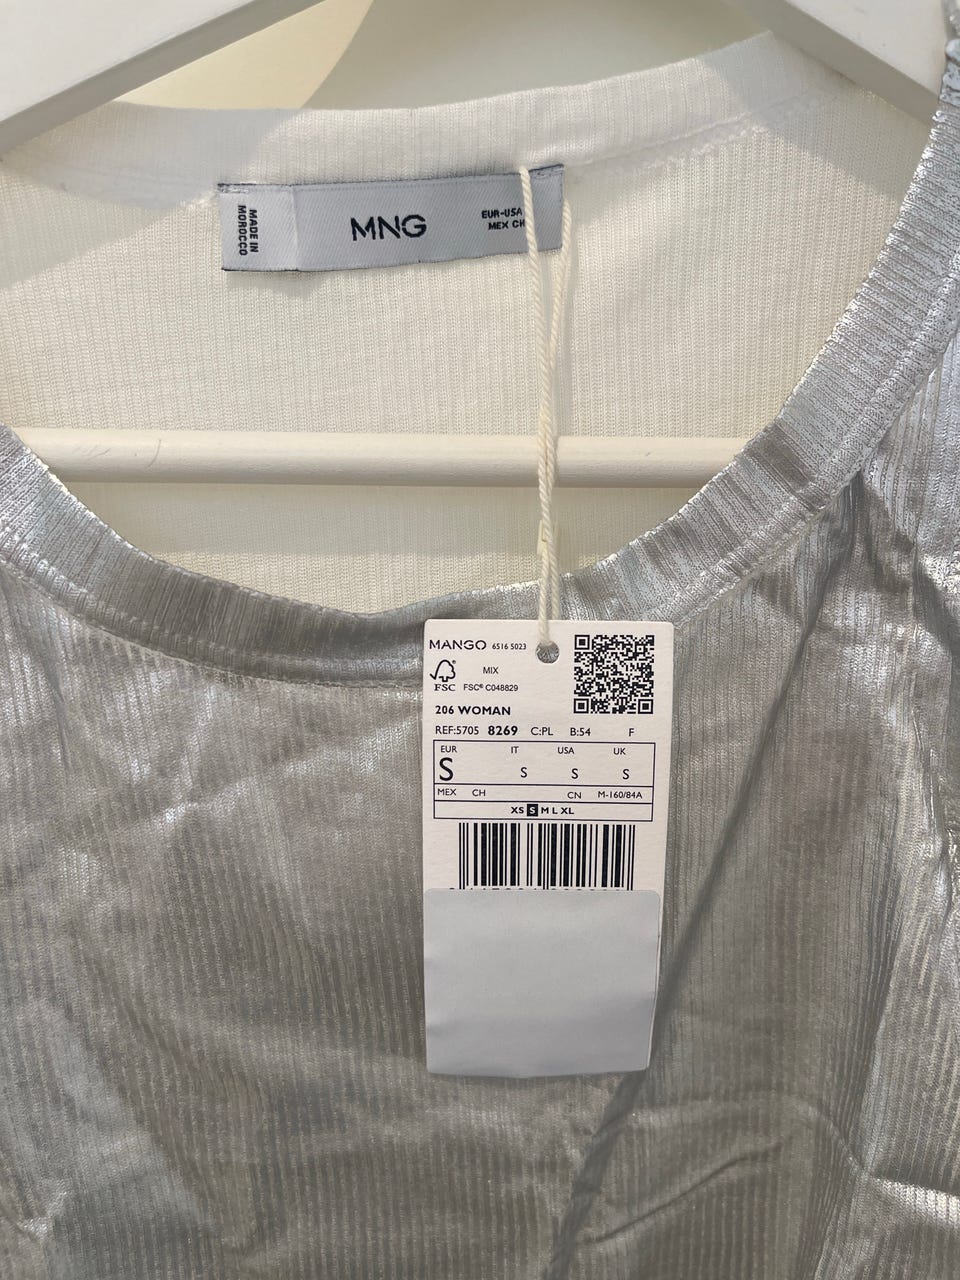 MADE IN
MOROCCO
MNG
EUR-USA
MEX CH
MANGO 6516 5023
MIX
FSC FSC® C048829
206 WOMAN
REF:5705 8269 C:PL B:54 F
EUR IT USA UK
S S S S
MEX CH CN M-160/84A
XS S M L XL